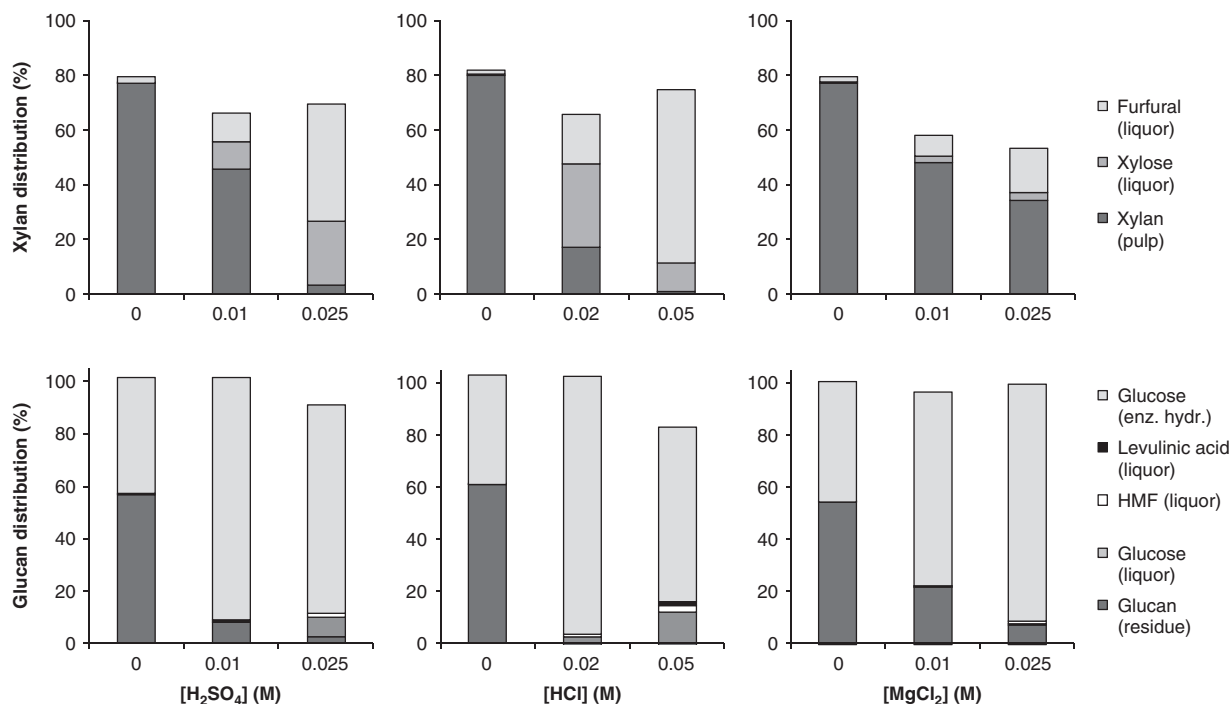 Xylan distribution (%)
100
80
60
40
20
0
0
0.01
0.025
100
80
60
40
20
0
0
0.02
0.05
100
80
60
40
20
0
0
0.01
0.025
Furfural
(liquor)
Xylose
(liquor)
Xylan
(pulp)
Glucan distribution (%)
100
80
60
40
20
0
0
0.01
0.025
[H₂SO₄] (M)
100
80
60
40
20
0
0
0.02
0.05
[HCl] (M)
100
80
60
40
20
0
0
0.01
0.025
[MgCl₂] (M)
Glucose
(enz. hydr.)
Levulinic acid
(liquor)
HMF (liquor)
Glucose
(liquor)
Glucan
(residue)